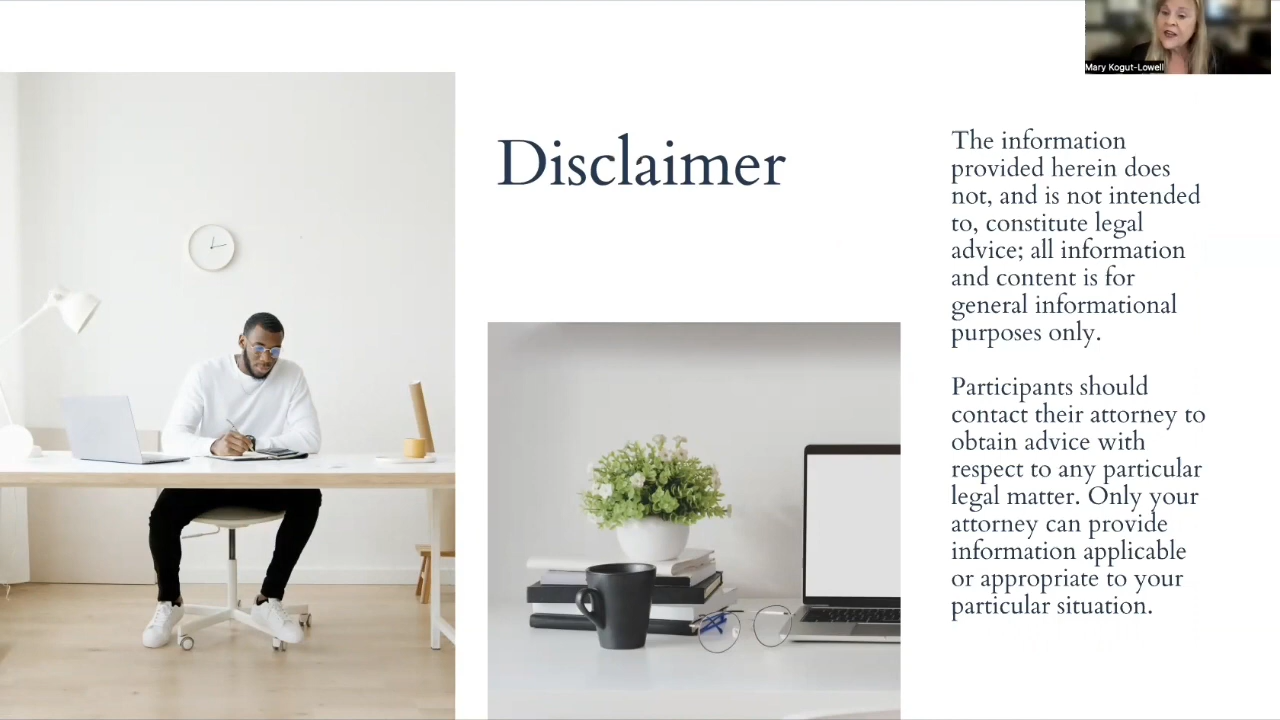 Mary Kogut-Lowell
Disclaimer
The information
provided herein does
not, and is not intended
to, constitute legal
advice; all information
and content is for
general informational
purposes only.
Participants should
contact their attorney to
obtain advice with
respect to any particular
legal matter. Only your
attorney can provide
information applicable
or appropriate to your
particular situation.